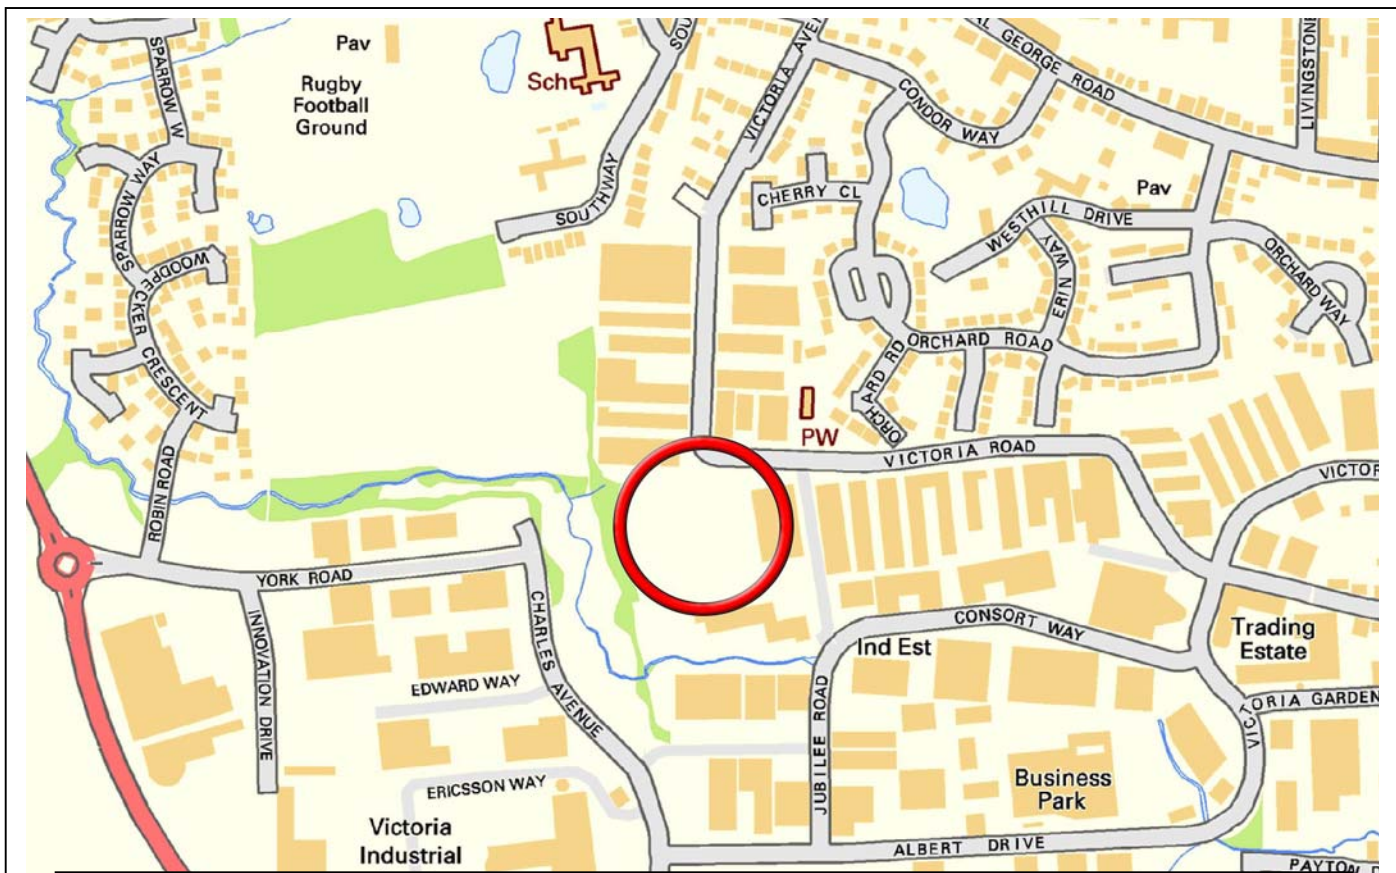 SPARROW W
Pav
Rugby
Football
Ground
Sch
SOU
VICTORIA AVE
AL GEORGE ROAD
LIVINGSTONE
CONDOR WAY
SPARROW WAY
SOUTHWAY
CHERRY CL
Pav
WESTHILL DRIVE
WOODPECKER CRESCENT
ERIN WAY
ORCHARD WAY
ORCHARD ROAD
ORCHARD RD
PW
VICTORIA ROAD
VICTOR
ROBIN ROAD
YORK ROAD
INNOVATION DRIVE
CHARLES AVENUE
CONSORT WAY
Ind Est
Trading
Estate
EDWARD WAY
JUBILEE ROAD
VICTORIA GARDEN
ERICSSON WAY
Business
Park
Victoria
Industrial
ALBERT DRIVE
PAYTON D